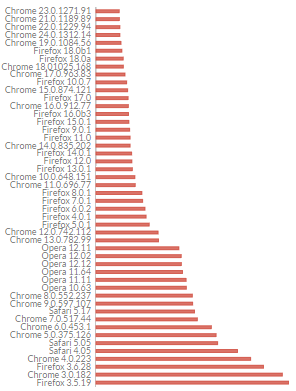 Chrome 23.0.1271.91
Chrome 21.0.1189.89
Chrome 22.0.1229.94
Chrome 24.0.1312.14
Chrome 19.0.1084.56
Firefox 18.0b1
Firefox 18.0a
Chrome 18.01025.168
Chrome 17.0.963.83
Firefox 10.0.7
Chrome 15.0.874.121
Firefox 17.0
Chrome 16.0.912.77
Firefox 16.0b3
Firefox 15.0.1
Firefox 9.0.1
Firefox 11.0
Chrome 14.0.835.202
Firefox 14.0.1
Firefox 12.0
Firefox 13.0.1
Chrome 10.0.648.151
Chrome 11.0.696.77
Firefox 8.0.1
Firefox 7.0.1
Firefox 6.0.2
Firefox 4.0.1
Firefox 5.0.1
Chrome 12.0.742.112
Chrome 13.0.782.99
Opera 12.11
Opera 12.02
Opera 12.12
Opera 11.64
Opera 11.11
Opera 10.63
Chrome 8.0.552.237
Chrome 9.0.597.107
Safari 5.17
Chrome 7.0.517.44
Chrome 6.0.453.1
Chrome 5.0.375.126
Safari 5.05
Safari 4.05
Chrome 4.0.223
Firefox 3.6.28
Chrome 3.0.182
Firefox 3.5.19